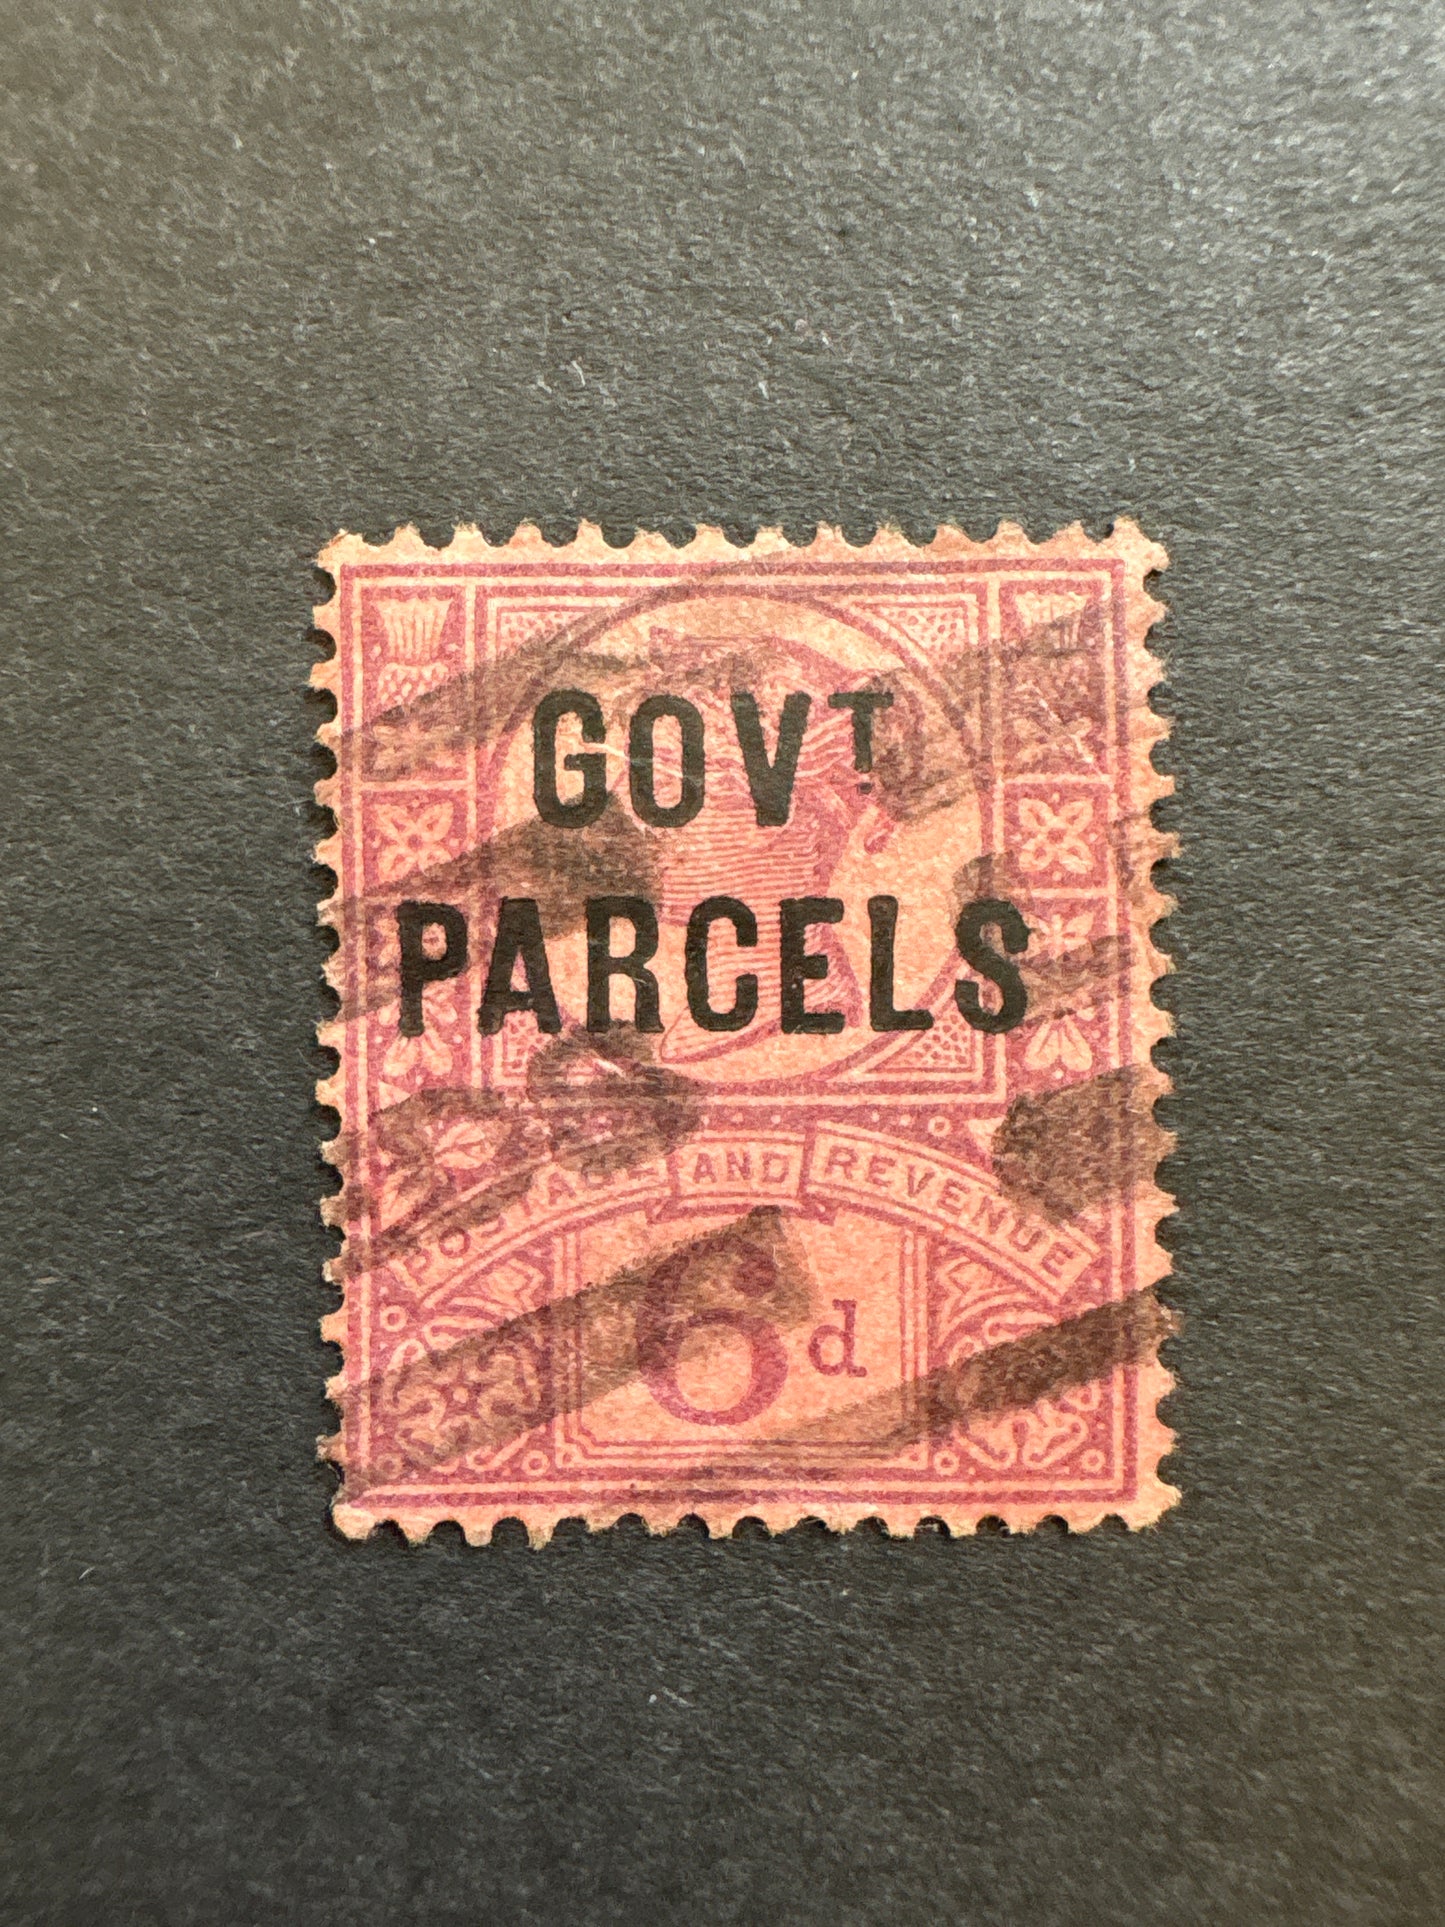 GOVT.
PARCELS
POSTAGE AND REVENUE
6d